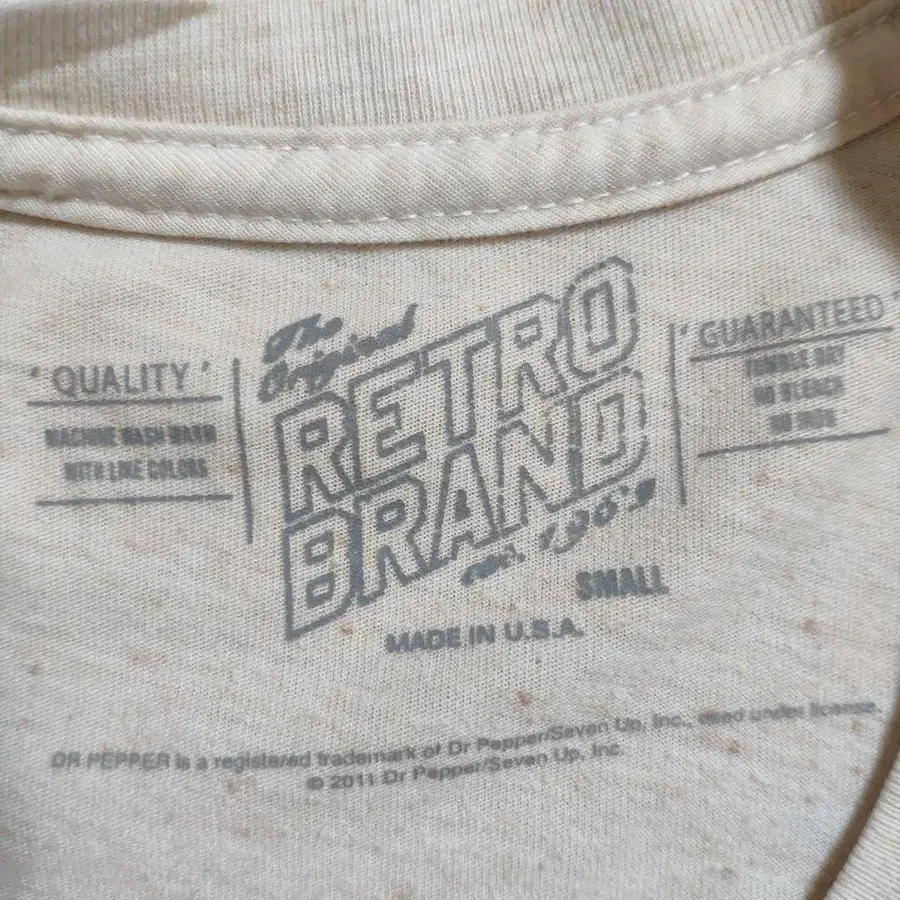 ' QUALITY '
MACHINE WASH WARM
WITH LIKE COLORS
The
Original
RETRO
BRAND
est. 1969
SMALL
MADE IN U.S.A.
' GUARANTEED '
TUMBLE DRY
NO BLEACH
NO IRON
DR PEPPER is a registered trademark of Dr Pepper/Seven Up, Inc., used under license.
© 2011 Dr Pepper/Seven Up, Inc.